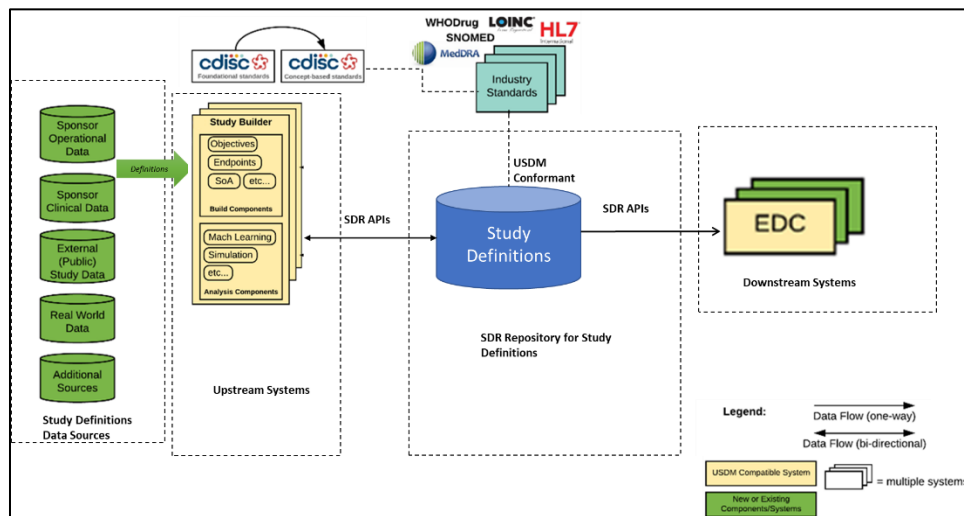 WHODrug
SNOMED
LOINC
HL7
International
MedDRA
cdisc
Foundational standards
cdisc
Concept-based standards
Industry
Standards
Sponsor
Operational
Data
Sponsor
Clinical Data
External
(Public)
Study Data
Real World
Data
Additional
Sources
Study Definitions
Data Sources
Definitions
Study Builder
Objectives
Endpoints
SoA
etc...
Build Components
Mach Learning
Simulation
etc...
Analysis Components
Upstream Systems
SDR APIs
USDM
Conformant
Study
Definitions
SDR Repository for Study
Definitions
SDR APIs
EDC
Downstream Systems
Legend:
Data Flow (one-way)
Data Flow (bi-directional)
USDM Compatible System
= multiple systems
New or Existing
Components/Systems